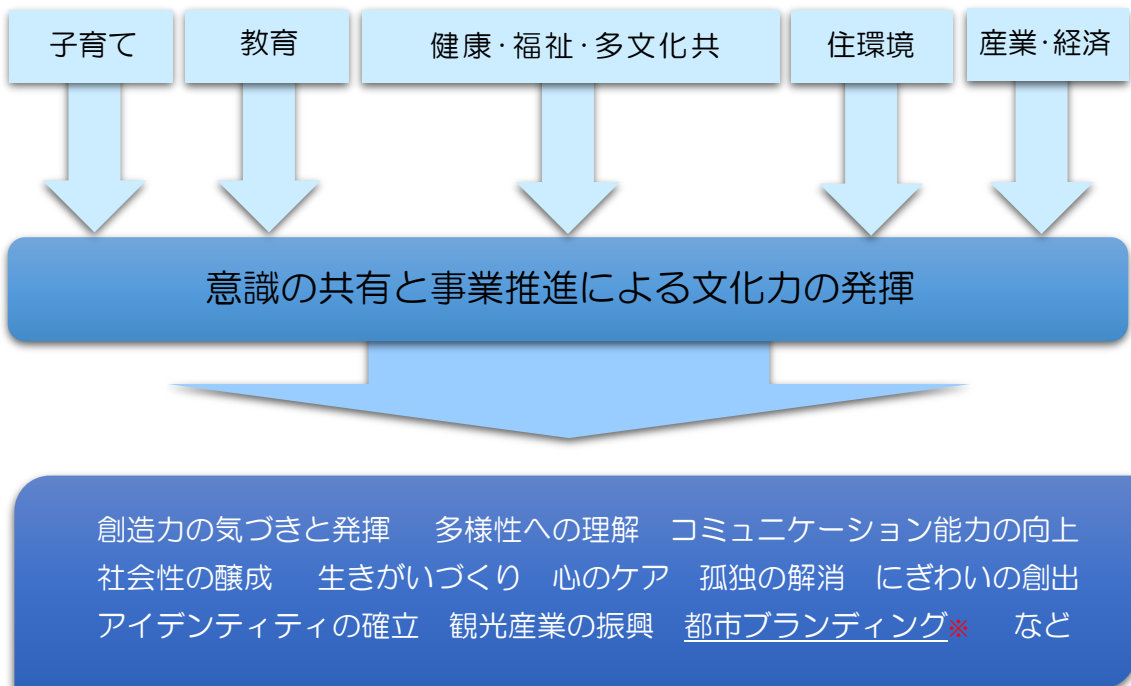 子育て
教育
健康・福祉・多文化共
住環境
産業・経済
意識の共有と事業推進による文化力の発揮
創造力の気づきと発揮　多様性への理解　コミュニケーション能力の向上
社会性の醸成　生きがいづくり　心のケア　孤独の解消　にぎわいの創出
アイデンティティの確立　観光産業の振興　都市ブランディング※　など